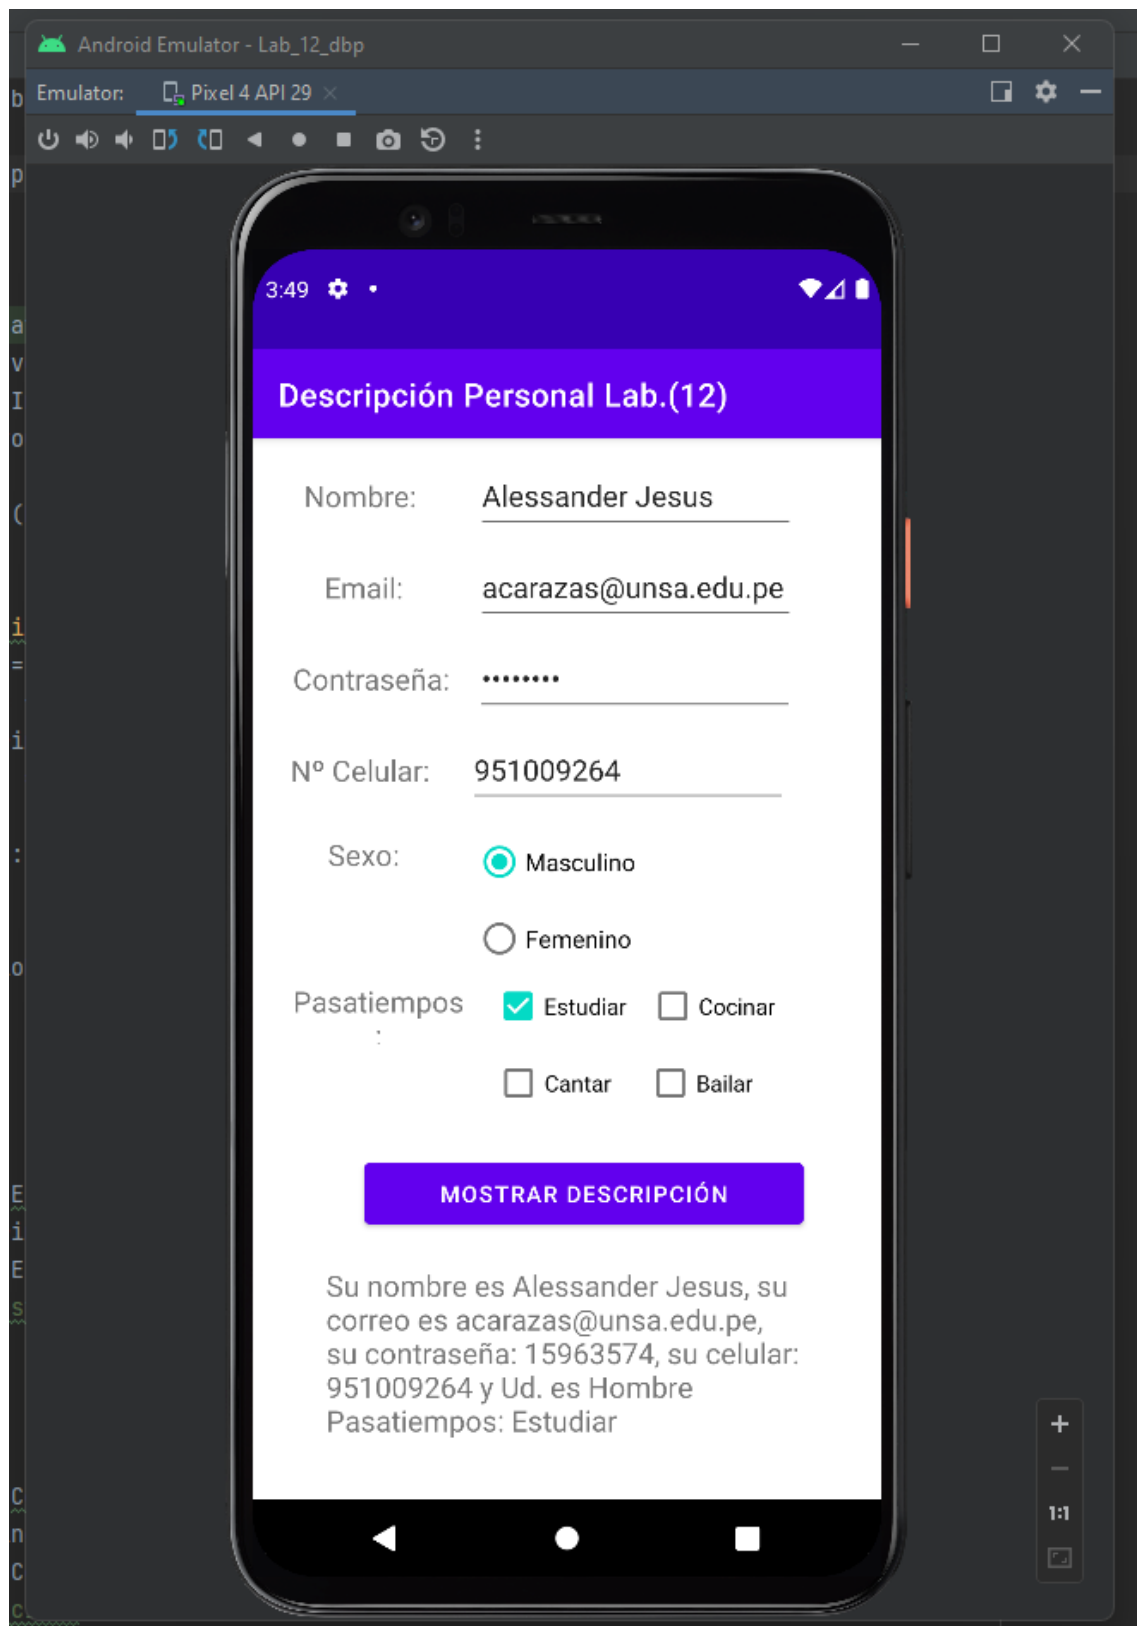 Android Emulator - Lab_12_dbp
Emulator: Pixel 4 API 29
3:49
Descripción Personal Lab.(12)
Nombre: Alessander Jesus
Email: acarazas@unsa.edu.pe
Contraseña: ••••••••
Nº Celular: 951009264
Sexo: Masculino
Femenino
Pasatiempos Estudiar Cocinar
:
Cantar Bailar
MOSTRAR DESCRIPCIÓN
Su nombre es Alessander Jesus, su
correo es acarazas@unsa.edu.pe,
su contraseña: 15963574, su celular:
951009264 y Ud. es Hombre
Pasatiempos: Estudiar
1:1